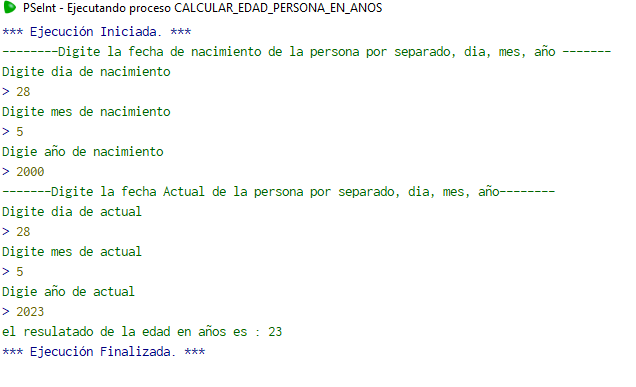 PSeInt - Ejecutando proceso CALCULAR_EDAD_PERSONA_EN_ANOS
*** Ejecución Iniciada. ***
--------Digite la fecha de nacimiento de la persona por separado, dia, mes, año -------
Digite dia de nacimiento
> 28
Digite mes de nacimiento
> 5
Digie año de nacimiento
> 2000
-------Digite la fecha Actual de la persona por separado, dia, mes, año--------
Digite dia de actual
> 28
Digite mes de actual
> 5
Digie año de actual
> 2023
el resulatado de la edad en años es : 23
*** Ejecución Finalizada. ***